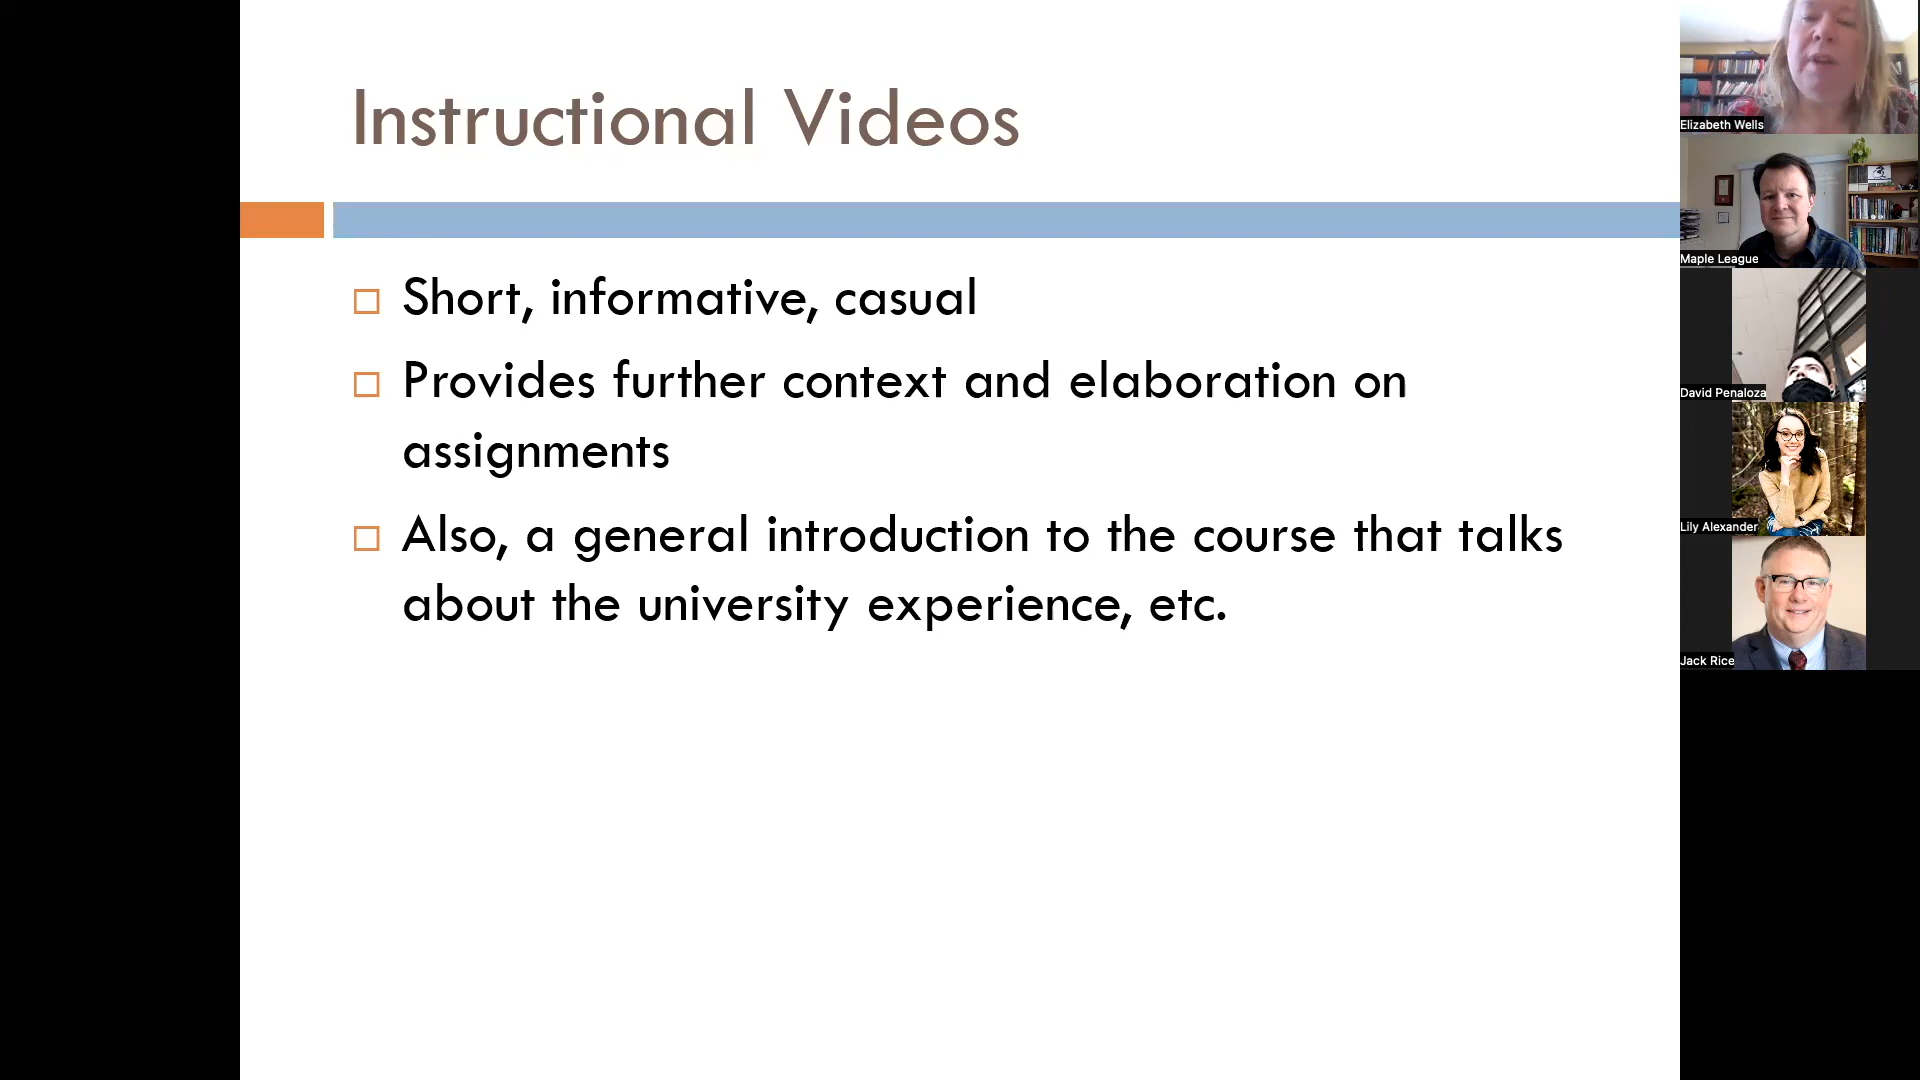 Instructional Videos
Short, informative, casual
Provides further context and elaboration on
assignments
Also, a general introduction to the course that talks
about the university experience, etc.
Elizabeth Wells
Maple League
David Penaloza
Lily Alexander
Jack Rice